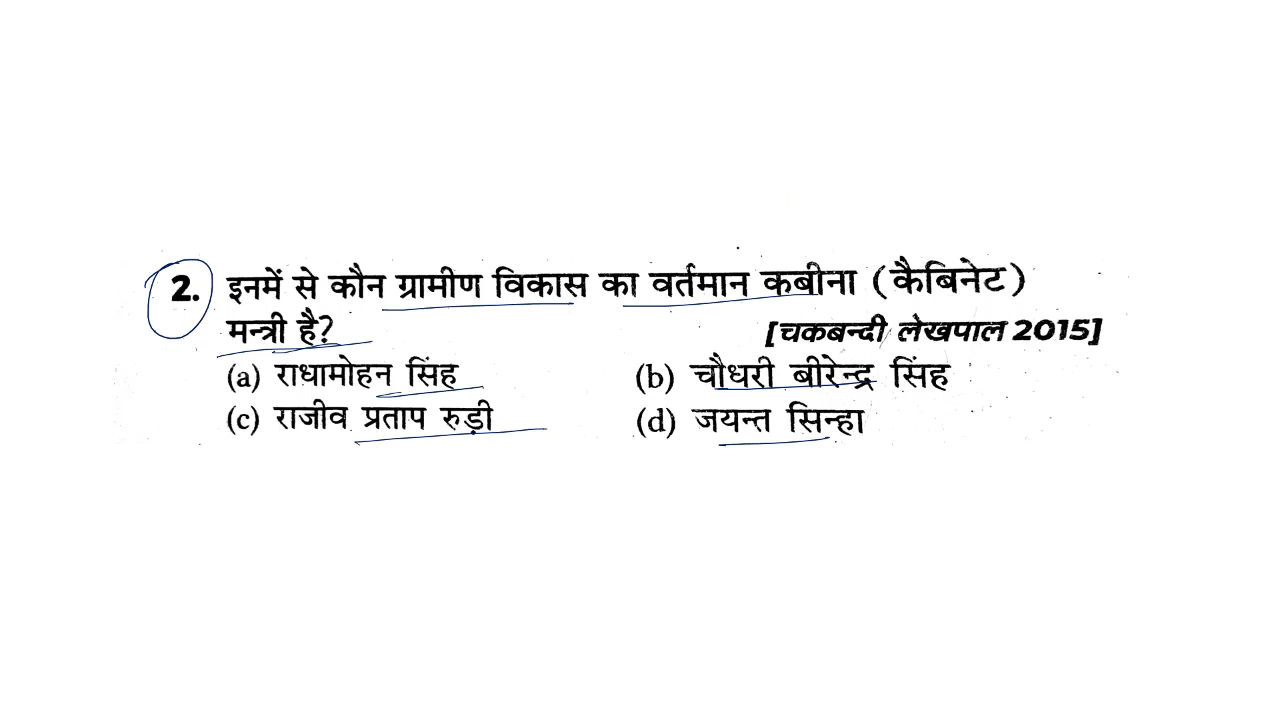 2. इनमें से कौन ग्रामीण विकास का वर्तमान कबीना (कैबिनेट)
मन्त्री है? [चकबन्दी लेखपाल 2015]
(a) राधामोहन सिंह (b) चौधरी बीरेन्द्र सिंह
(c) राजीव प्रताप रुड़ी (d) जयन्त सिन्हा